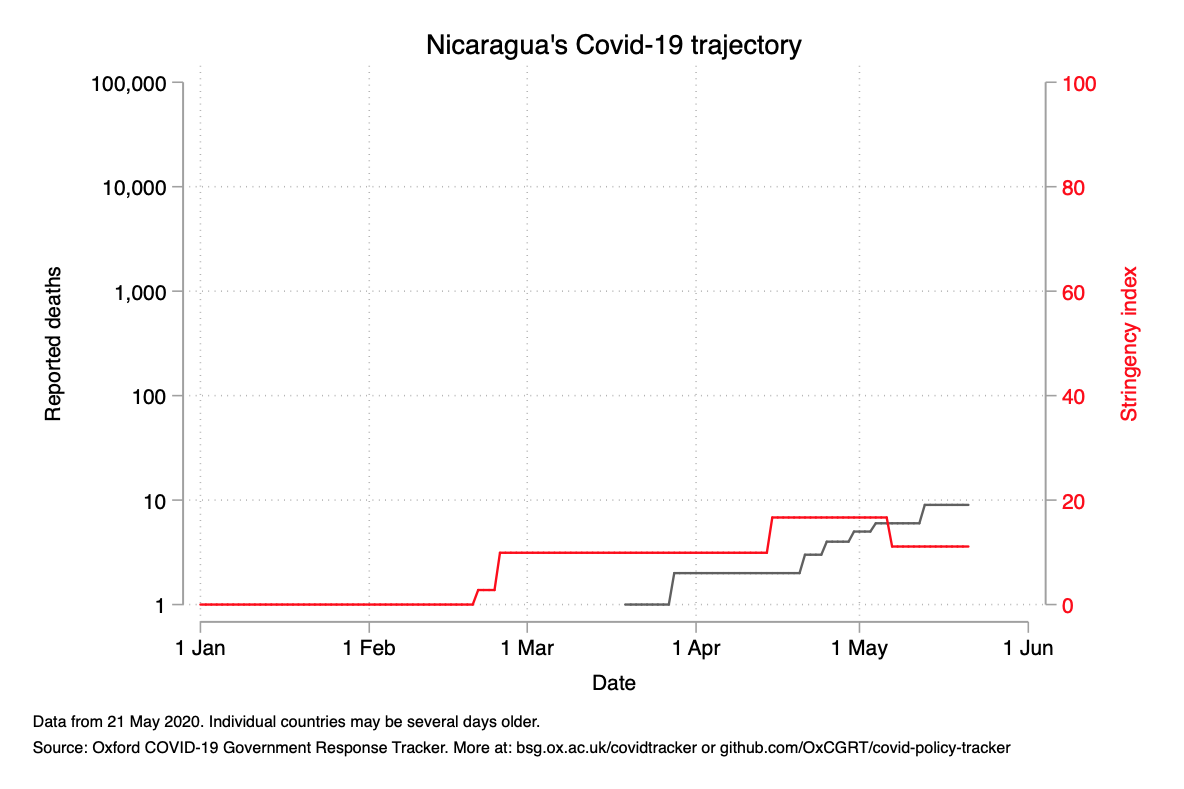 Nicaragua's Covid-19 trajectory
100,000
10,000
1,000
100
10
1
Reported deaths
100
80
60
40
20
0
Stringency index
1 Jan
1 Feb
1 Mar
1 Apr
1 May
1 Jun
Date
Data from 21 May 2020. Individual countries may be several days older.
Source: Oxford COVID-19 Government Response Tracker. More at: bsg.ox.ac.uk/covidtracker or github.com/OxCGRT/covid-policy-tracker